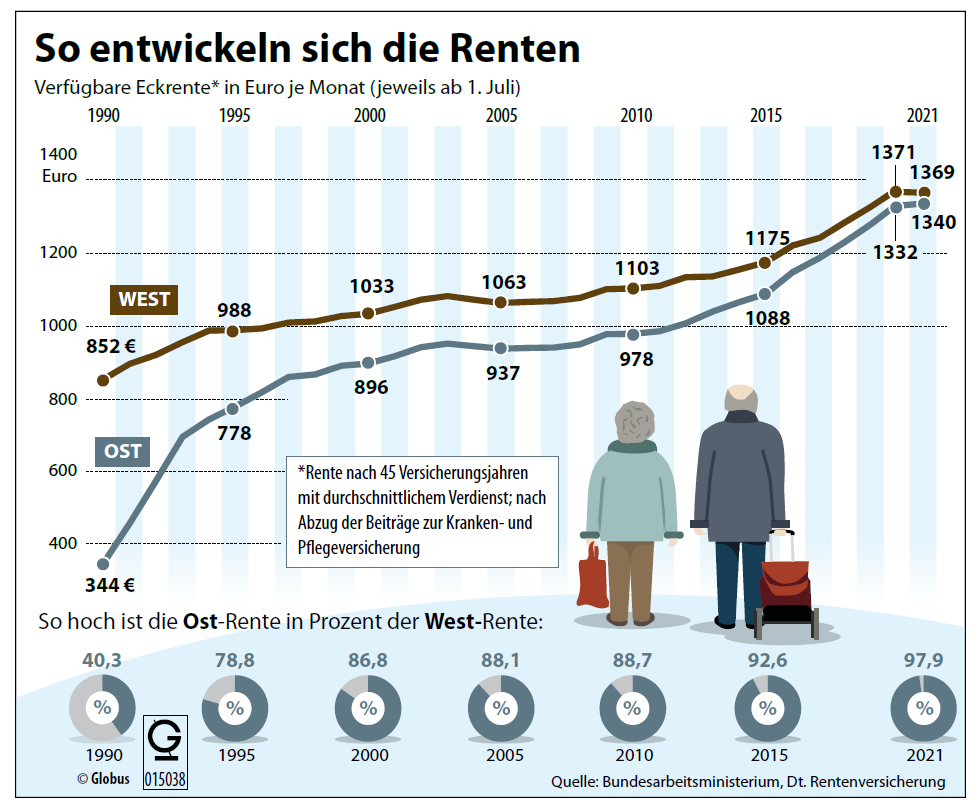 So entwickeln sich die Renten
Verfügbare Eckrente* in Euro je Monat (jeweils ab 1. Juli)
1990 1995 2000 2005 2010 2015 2021
1400
Euro
1371
1369
1340
1332
1200
1175
1103
1063
1033
988
WEST
1000
1088
852 €
978
937
896
800
778
OST
600
*Rente nach 45 Versicherungsjahren
mit durchschnittlichem Verdienst; nach
Abzug der Beiträge zur Kranken- und
Pflegeversicherung
400
344 €
So hoch ist die Ost-Rente in Prozent der West-Rente:
40,3 78,8 86,8 88,1 88,7 92,6 97,9
% % % % % % %
1990 1995 2000 2005 2010 2015 2021
© Globus
G
015038
Quelle: Bundesarbeitsministerium, Dt. Rentenversicherung